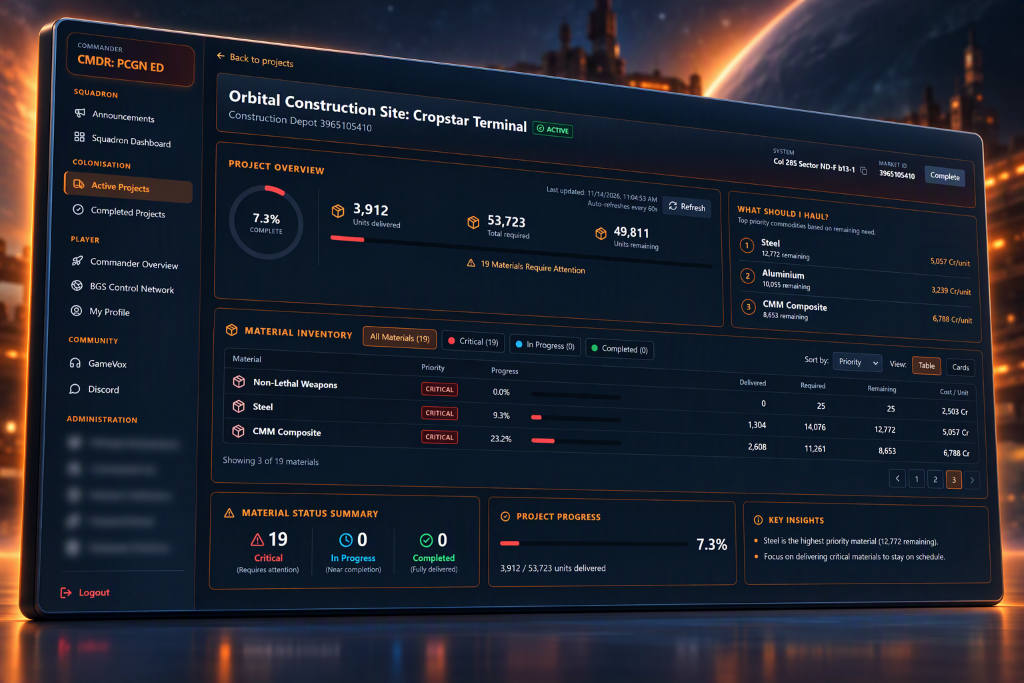 COMMANDER
CMDR: PCGN ED
SQUADRON
Announcements
Squadron Dashboard
COLONISATION
Active Projects
Completed Projects
PLAYER
Commander Overview
BGS Control Network
My Profile
COMMUNITY
GameVox
Discord
ADMINISTRATION
Logout
← Back to projects
Orbital Construction Site: Cropstar Terminal ACTIVE
Construction Depot 3965105410
SYSTEM
Col 285 Sector ND-F b13-1
MARKET ID
3965105410
Complete
PROJECT OVERVIEW
Last updated: 11/14/2026, 11:04:53 AM
Auto-refreshes every 60s
Refresh
7.3%
COMPLETE
3,912
Units delivered
53,723
Total required
49,811
Units remaining
19 Materials Require Attention
WHAT SHOULD I HAUL?
Top priority commodities based on remaining need.
1 Steel
12,772 remaining
5,057 Cr/unit
2 Aluminium
10,055 remaining
3,239 Cr/unit
3 CMM Composite
8,653 remaining
6,788 Cr/unit
MATERIAL INVENTORY All Materials (19) Critical (19) In Progress (0) Completed (0)
Sort by: Priority View: Table Cards
Material Priority Progress Delivered Required Remaining Cost / Unit
Non-Lethal Weapons CRITICAL 0.0% 0 25 25 2,503 Cr
Steel CRITICAL 9.3% 1,304 14,076 12,772 5,057 Cr
CMM Composite CRITICAL 23.2% 2,608 11,261 8,653 6,788 Cr
Showing 3 of 19 materials
< 1 2 3 >
MATERIAL STATUS SUMMARY
19
Critical
(Requires attention)
0
In Progress
(Near completion)
0
Completed
(Fully delivered)
PROJECT PROGRESS
7.3%
3,912 / 53,723 units delivered
KEY INSIGHTS
• Steel is the highest priority material (12,772 remaining).
• Focus on delivering critical materials to stay on schedule.